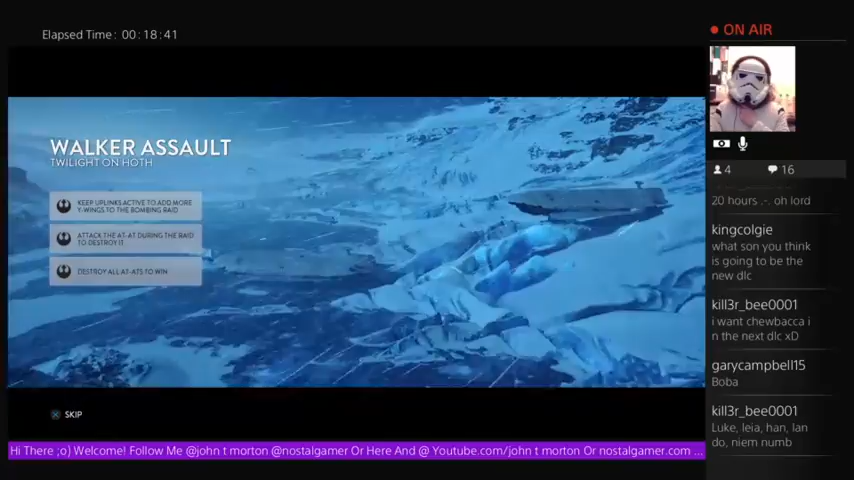 Elapsed Time: 00:18:41
ON AIR
WALKER ASSAULT
TWILIGHT ON HOTH
KEEP UPLINKS ACTIVE TO ADD MORE
Y-WINGS TO THE BOMBING RAID
ATTACK THE AT-AT DURING THE RAID
TO DESTROY IT
DESTROY ALL AT-ATS TO WIN
SKIP
4
16
20 hours .-. oh lord
kingcolgie
what son you think
is going to be the
new dlc
kill3r_bee0001
i want chewbacca i
n the next dlc xD
garycampbell15
Boba
kill3r_bee0001
Luke, leia, han, lan
do, niem numb
Hi There ;o) Welcome! Follow Me @john t morton @nostalgamer Or Here And @ Youtube.com/john t morton Or nostalgamer.com ...